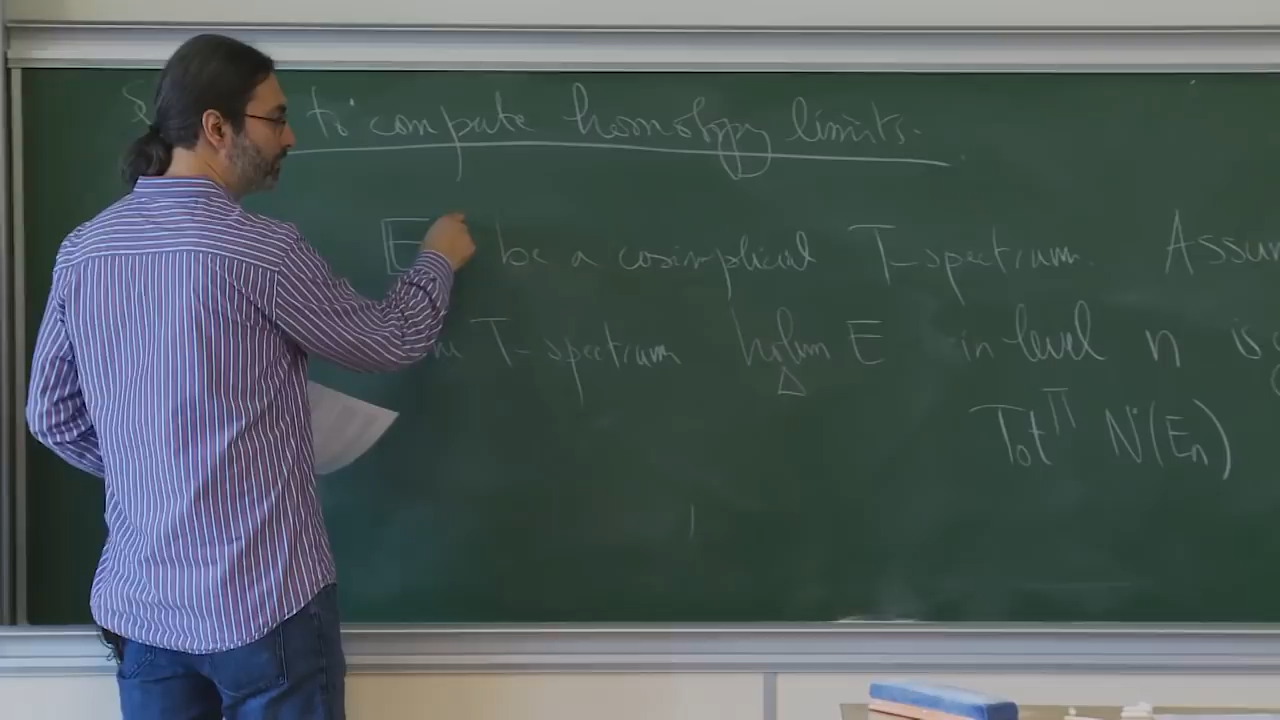 § to compute homotopy limits.
E be a cosimplicial T-spectrum. Assum
T-spectrum holim E in level n is
Δ
Tot^Π N^•(E_n)